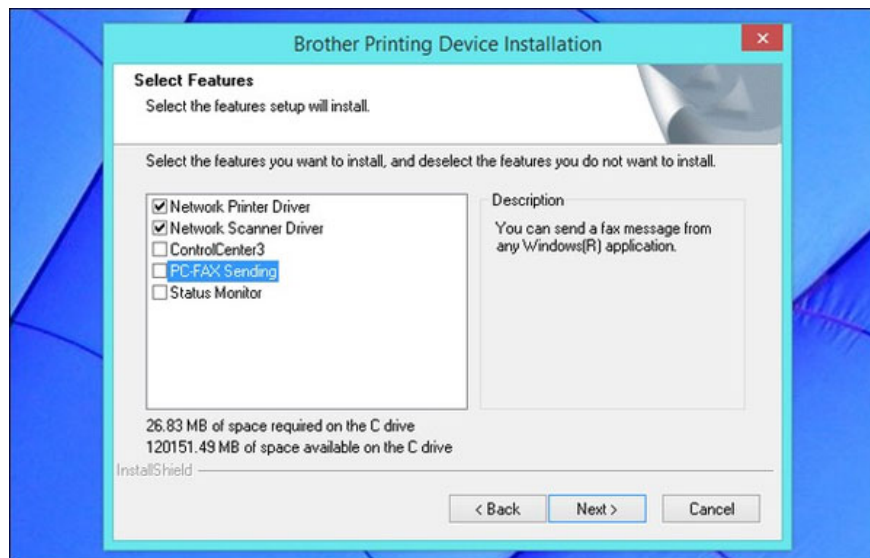 Brother Printing Device Installation
Select Features
Select the features setup will install.
Select the features you want to install, and deselect the features you do not want to install.
Network Printer Driver
Network Scanner Driver
ControlCenter3
PC-FAX Sending
Status Monitor
Description
You can send a fax message from
any Windows(R) application.
26.83 MB of space required on the C drive
120151.49 MB of space available on the C drive
InstallShield
< Back
Next >
Cancel